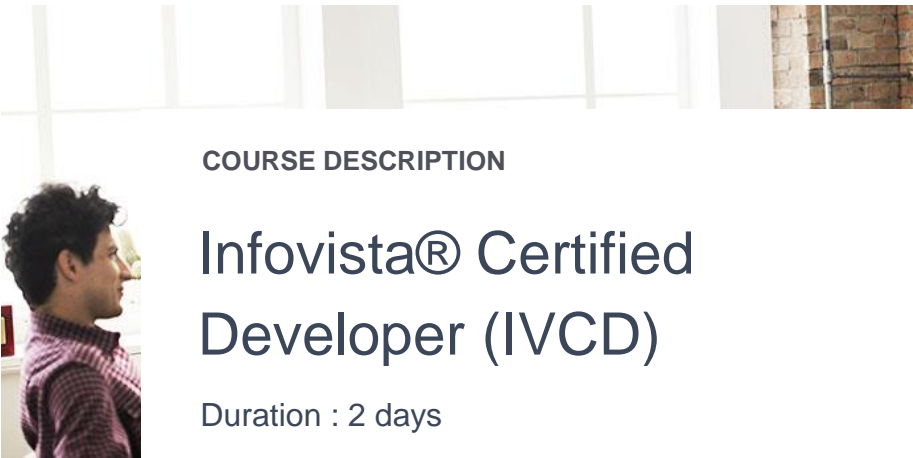 COURSE DESCRIPTION
Infovista® Certified
Developer (IVCD)
Duration : 2 days